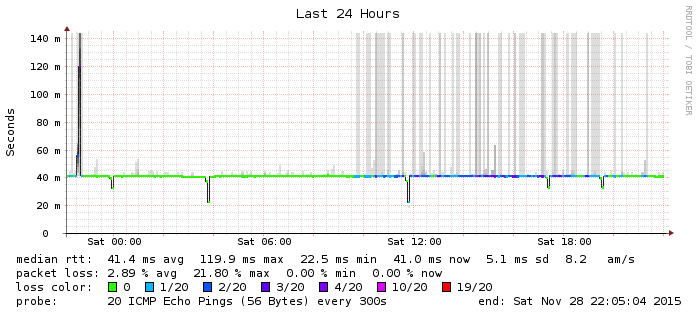 Last 24 Hours
RRDTOOL / TOBI OETIKER
Seconds
140 m
120 m
100 m
80 m
60 m
40 m
20 m
0
Sat 00:00 Sat 06:00 Sat 12:00 Sat 18:00
median rtt: 41.4 ms avg 119.9 ms max 22.5 ms min 41.0 ms now 5.1 ms sd 8.2 am/s
packet loss: 2.89 % avg 21.80 % max 0.00 % min 0.00 % now
loss color: 0 1/20 2/20 3/20 4/20 10/20 19/20
probe: 20 ICMP Echo Pings (56 Bytes) every 300s end: Sat Nov 28 22:05:04 2015